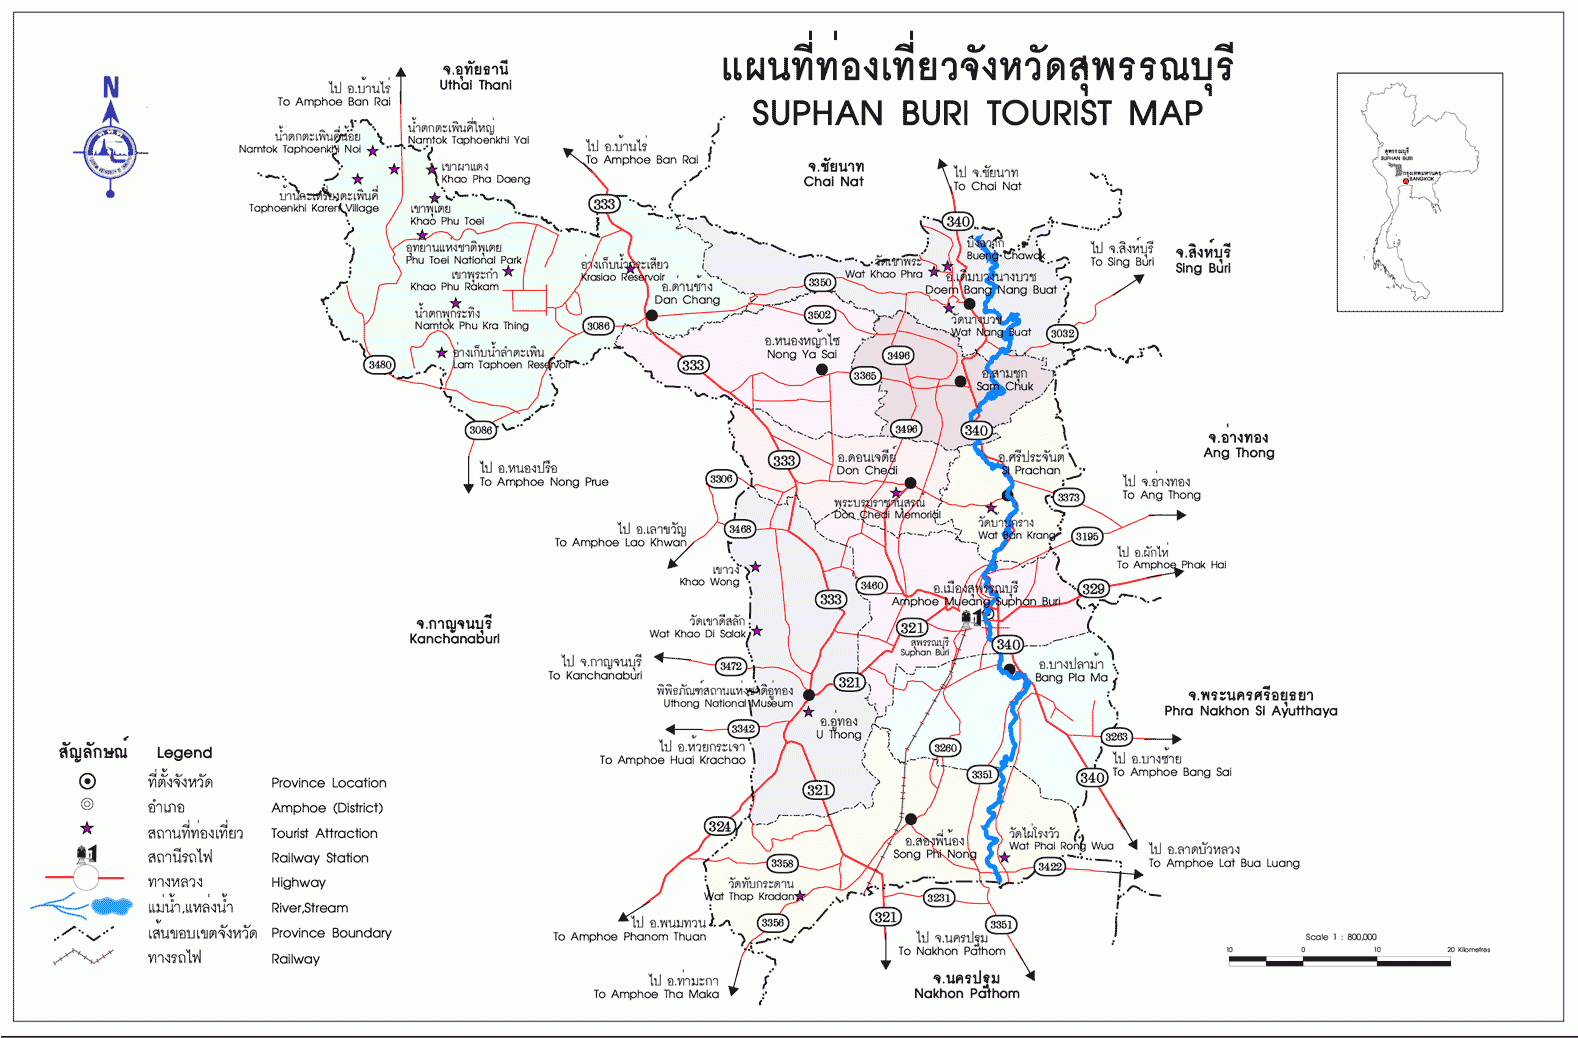 แผนที่ท่องเที่ยวจังหวัดสุพรรณบุรี
SUPHAN BURI TOURIST MAP
N
จ.อุทัยธานี
Uthai Thani
ไป อ.บ้านไร่
To Amphoe Ban Rai
น้ำตกตะเพินคี่น้อย
Namtok Taphoenkhi Noi
น้ำตกตะเพินคี่ใหญ่
Namtok Taphoenkhi Yai
เขาผาแดง
Khao Pha Daeng
บ้านกะเหรี่ยงตะเพินคี่
Taphoenkhi Karen Village
เขาพุเตย
Khao Phu Toei
อุทยานแห่งชาติพุเตย
Phu Toei National Park
เขาพุระกำ
Khao Phu Rakam
น้ำตกพุกระทิง
Namtok Phu Kra Thing
อ่างเก็บน้ำลำตะเพิน
Lam Taphoen Reservoir
3480
3086
3086
ไป อ.หนองปรือ
To Amphoe Nong Prue
ไป อ.บ้านไร่
To Amphoe Ban Rai
333
อ่างเก็บน้ำกระเสียว
Krasiao Reservoir
อ.ด่านช้าง
Dan Chang
จ.ชัยนาท
Chai Nat
ไป จ.ชัยนาท
To Chai Nat
340
บึงฉวาก
Bueng Chawak
วัดเขาพระ
Wat Khao Phra
อ.เดิมบางนางบวช
Doem Bang Nang Buat
วัดนางบวช
Wat Nang Buat
ไป จ.สิงห์บุรี
To Sing Buri
จ.สิงห์บุรี
Sing Buri
3350
3502
3032
333
อ.หนองหญ้าไซ
Nong Ya Sai
3496
3365
อ.สามชุก
Sam Chuk
3496
340
จ.อ่างทอง
Ang Thong
333
อ.ดอนเจดีย์
Don Chedi
พระบรมราชานุสรณ์
Don Chedi Memorial
อ.ศรีประจันต์
Si Prachan
วัดบ้านกร่าง
Wat Ban Krang
3373
ไป จ.อ่างทอง
To Ang Thong
3195
ไป อ.ผักไห่
To Amphoe Phak Hai
329
3306
3468
ไป อ.เลาขวัญ
To Amphoe Lao Khwan
เขาวง
Khao Wong
333
3460
อ.เมืองสุพรรณบุรี
Amphoe Mueang Suphan Buri
321
สุพรรณบุรี
Suphan Buri
340
จ.กาญจนบุรี
Kanchanaburi
วัดเขาดีสลัก
Wat Khao Di Salak
ไป จ.กาญจนบุรี
To Kanchanaburi
3472
พิพิธภัณฑ์สถานแห่งชาติอู่ทอง
Uthong National Museum
321
อ.อู่ทอง
U Thong
3342
ไป อ.ห้วยกระเจา
To Amphoe Huai Krachao
อ.บางปลาม้า
Bang Pla Ma
จ.พระนครศรีอยุธยา
Phra Nakhon Si Ayutthaya
3263
ไป อ.บางซ้าย
To Amphoe Bang Sai
3260
3351
340
321
324
3358
อ.สองพี่น้อง
Song Phi Nong
วัดไผ่โรงวัว
Wat Phai Rong Wua
3422
ไป อ.ลาดบัวหลวง
To Amphoe Lat Bua Luang
วัดทับกระดาน
Wat Thap Kradan
3356
3231
321
3351
ไป อ.พนมทวน
To Amphoe Phanom Thuan
ไป จ.นครปฐม
To Nakhon Pathom
จ.นครปฐม
Nakhon Pathom
ไป อ.ท่ามะกา
To Amphoe Tha Maka
สุพรรณบุรี
SUPHAN BURI
กรุงเทพมหานคร
BANGKOK
สัญลักษณ์ Legend
ที่ตั้งจังหวัด Province Location
อำเภอ Amphoe (District)
สถานที่ท่องเที่ยว Tourist Attraction
สถานีรถไฟ Railway Station
ทางหลวง Highway
แม่น้ำ,แหล่งน้ำ River,Stream
เส้นขอบเขตจังหวัด Province Boundary
ทางรถไฟ Railway
Scale 1 : 800,000
10 0 10 20 Kilometres